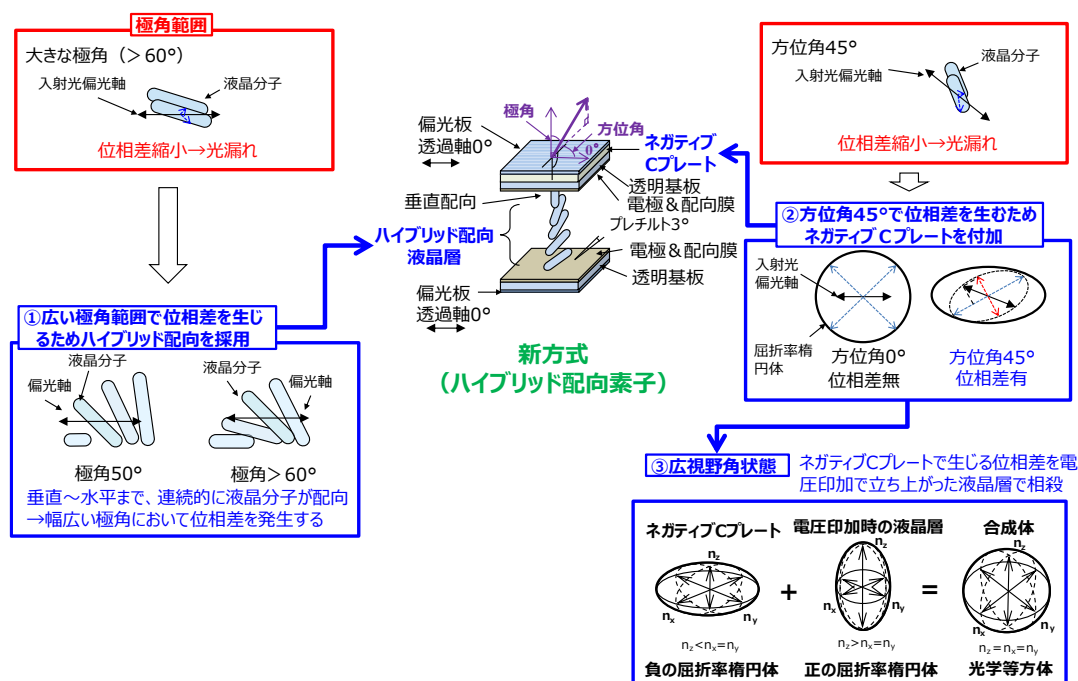 極角範囲
大きな極角（＞60°）
入射光偏光軸
液晶分子
位相差縮小→光漏れ
①広い極角範囲で位相差を生じ
るためハイブリッド配向を採用
液晶分子
偏光軸
液晶分子
偏光軸
極角50°
極角＞60°
垂直～水平まで、連続的に液晶分子が配向
→幅広い極角において位相差を発生する
極角
方位角
0°
偏光板
透過軸0°
ネガティブ
Cプレート
透明基板
電極＆配向膜
垂直配向
プレチルト3°
ハイブリッド配向
液晶層
電極＆配向膜
透明基板
偏光板
透過軸0°
新方式
（ハイブリッド配向素子）
方位角45°
液晶分子
入射光偏光軸
位相差縮小→光漏れ
②方位角45°で位相差を生むため
ネガティブCプレートを付加
入射光
偏光軸
屈折率楕
円体
方位角0°
位相差無
方位角45°
位相差有
③広視野角状態
ネガティブCプレートで生じる位相差を電
圧印加で立ち上がった液晶層で相殺
ネガティブCプレート
電圧印加時の液晶層
合成体
nz
nx
ny
nz
nx
ny
nz
nx
ny
+
=
nz<nx=ny
nz>nx=ny
nz=nx=ny
負の屈折率楕円体
正の屈折率楕円体
光学等方体